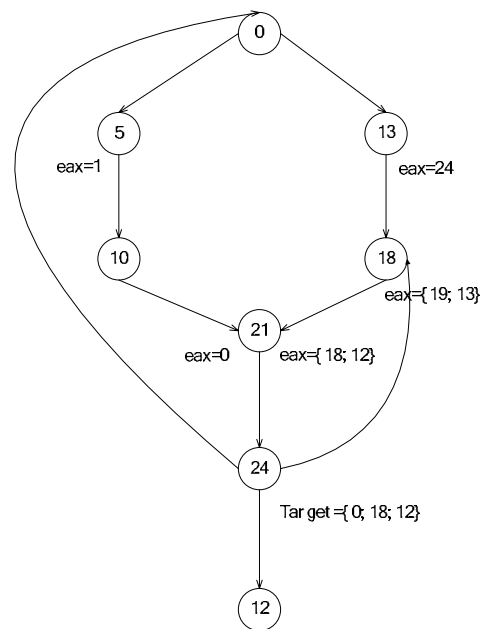 0
5
13
eax=1
eax=24
10
18
eax={ 19; 13}
21
eax=0
eax={ 18; 12}
24
Tar get ={ 0; 18; 12}
12